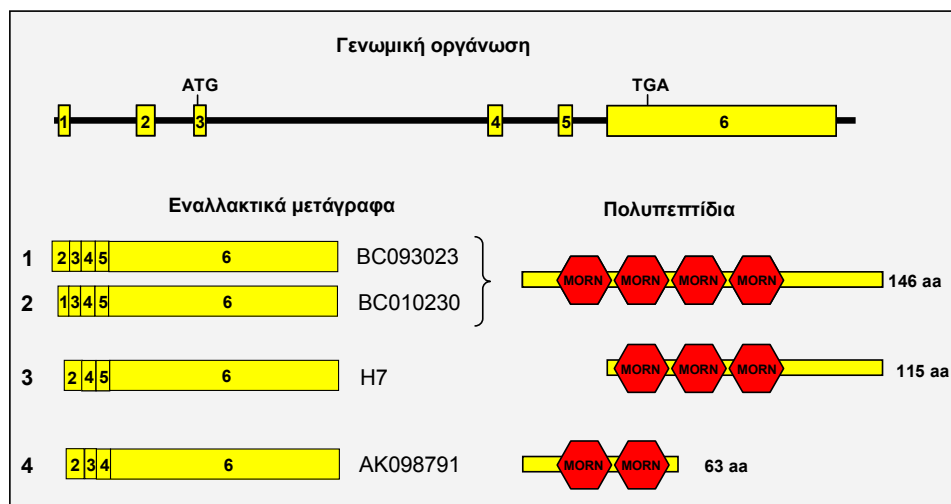 Γενωμική οργάνωση
ATG TGA
1 2 3 4 5 6
Εναλλακτικά μετάγραφα Πολυπεπτίδια
1 2 3 4 5 6 BC093023
MORN MORN MORN MORN 146 aa
2 1 3 4 5 6 BC010230
3 2 4 5 6 H7 MORN MORN MORN 115 aa
4 2 3 4 6 AK098791 MORN MORN 63 aa